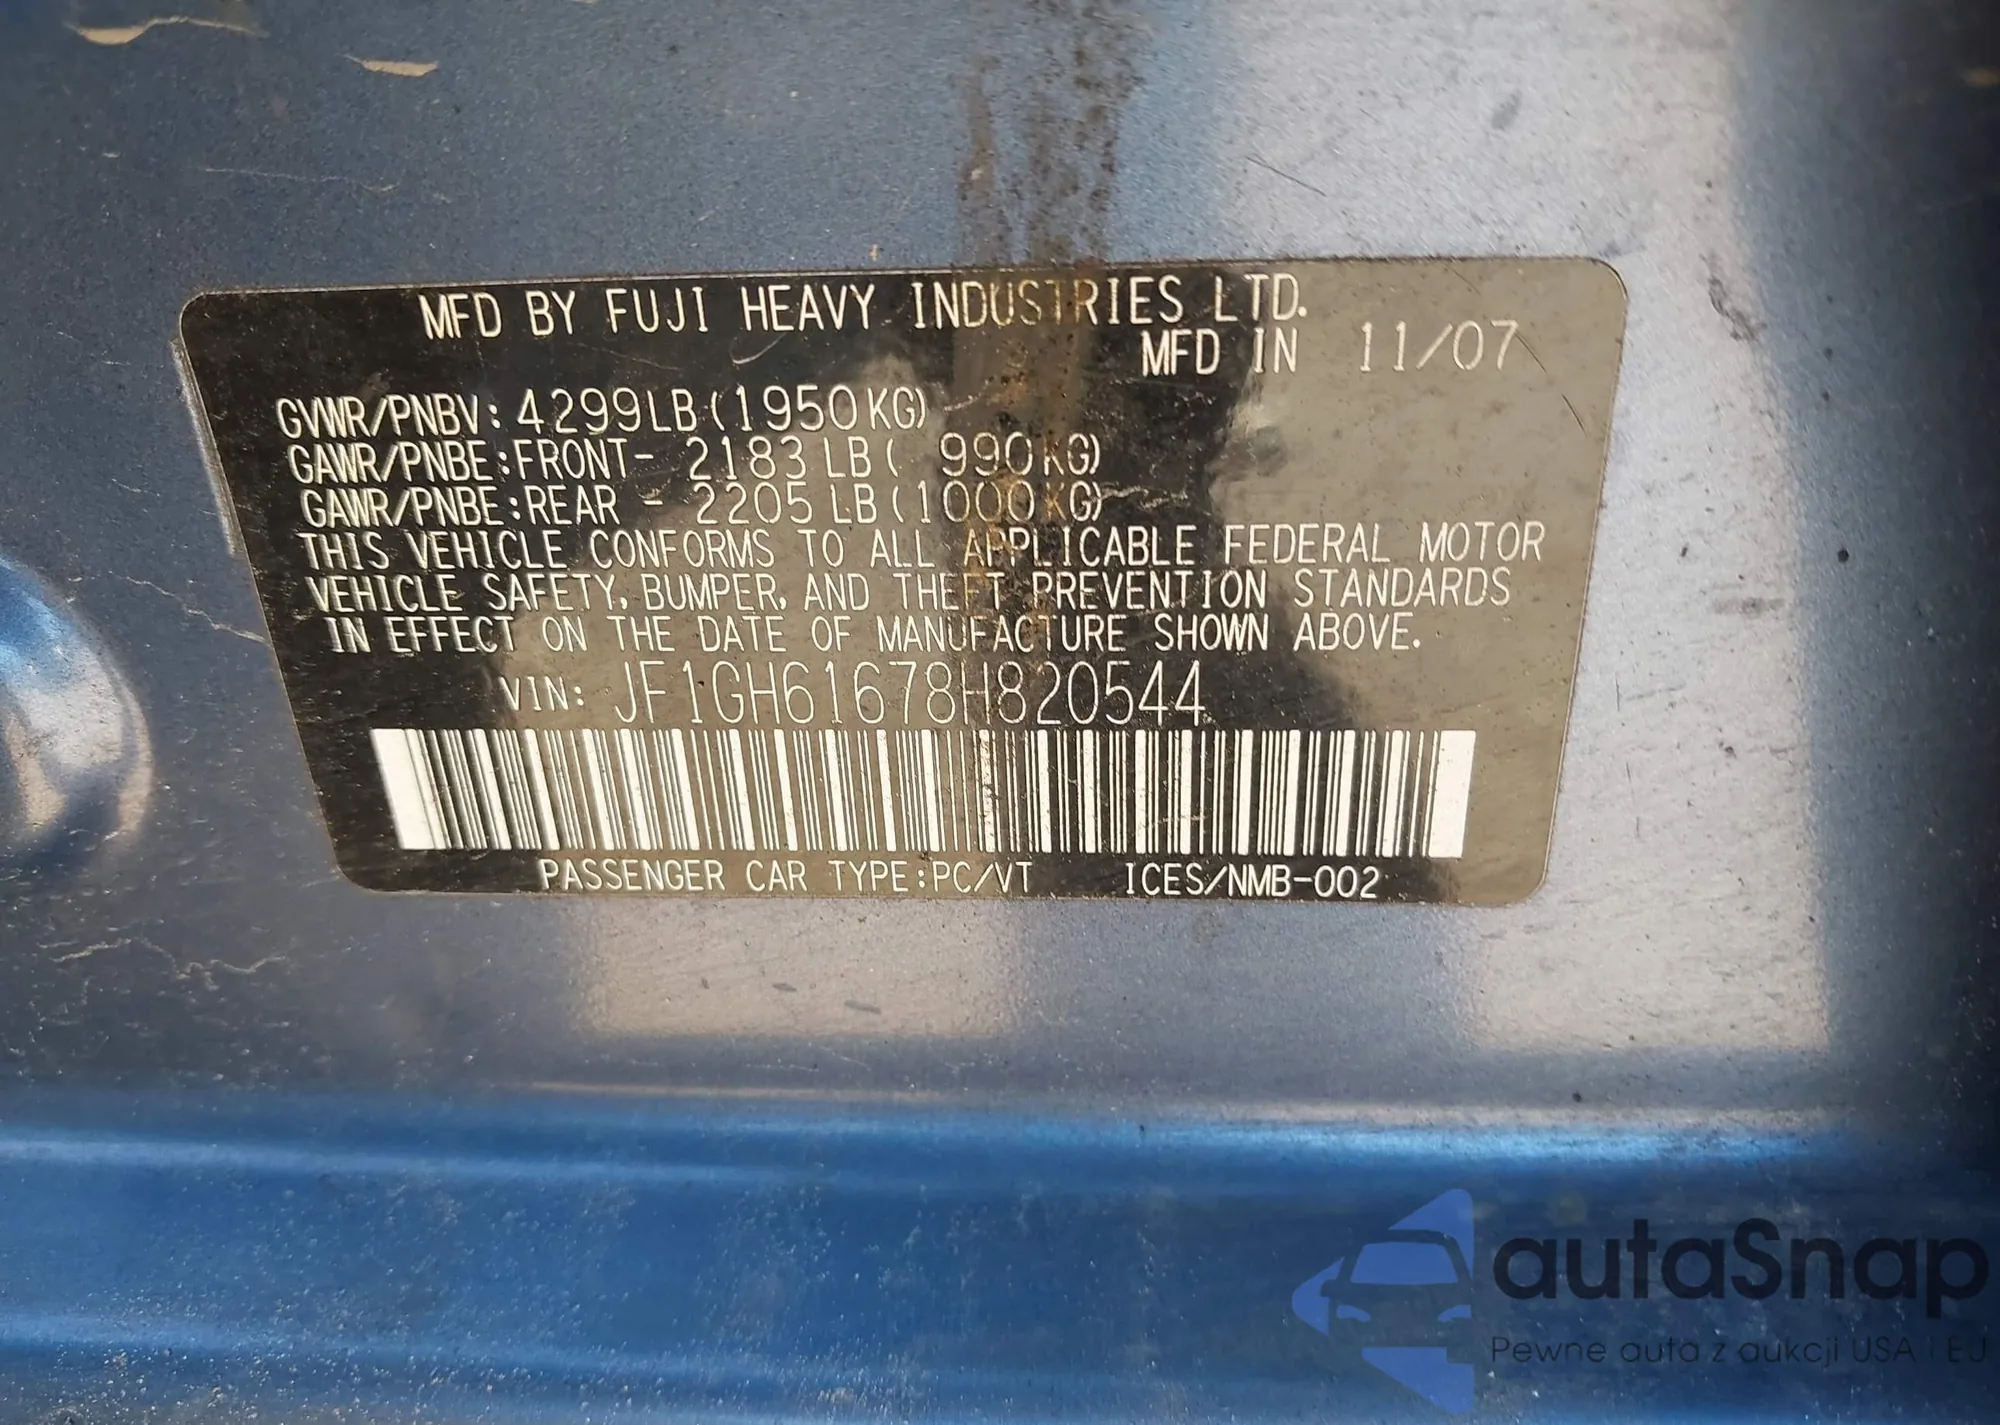 MFD BY FUJI HEAVY INDUSTRIES LTD.
MFD IN 11/07
GVWR/PNBV: 4299LB(1950KG)
GAWR/PNBE:FRONT- 2183 LB( 990KG)
GAWR/PNBE:REAR - 2205 LB(1000KG)
THIS VEHICLE CONFORMS TO ALL APPLICABLE FEDERAL MOTOR
VEHICLE SAFETY, BUMPER, AND THEFT PREVENTION STANDARDS
IN EFFECT ON THE DATE OF MANUFACTURE SHOWN ABOVE.
VIN: JF1GH61678H820544
PASSENGER CAR TYPE:PC/VT ICES/NMB-002
autaSnap
Pewne auta z aukcji USA i EU